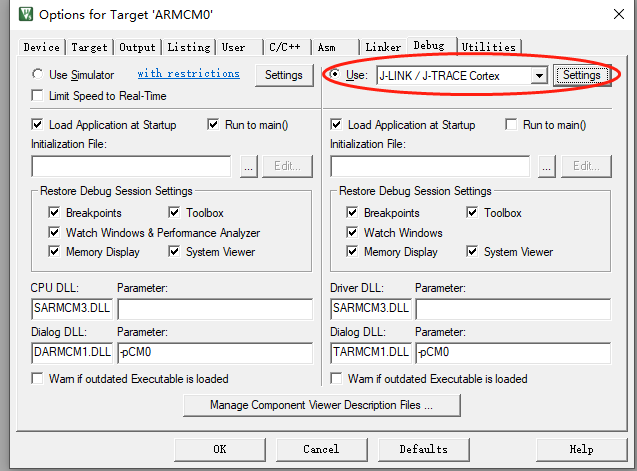 Options for Target 'ARMCM0'
Device Target Output Listing User C/C++ Asm Linker Debug Utilities
Use Simulator with restrictions Settings
Use: J-LINK / J-TRACE Cortex Settings
Limit Speed to Real-Time
Load Application at Startup Run to main()
Initialization File:
... Edit...
Restore Debug Session Settings
Breakpoints Toolbox
Watch Windows & Performance Analyzer
Memory Display System Viewer
CPU DLL: Parameter:
SARMCM3.DLL
Dialog DLL: Parameter:
DARMCM1.DLL -pCM0
Warn if outdated Executable is loaded
Load Application at Startup Run to main()
Initialization File:
... Edit...
Restore Debug Session Settings
Breakpoints Toolbox
Watch Windows
Memory Display System Viewer
Driver DLL: Parameter:
SARMCM3.DLL
Dialog DLL: Parameter:
TARMCM1.DLL -pCM0
Warn if outdated Executable is loaded
Manage Component Viewer Description Files ...
OK Cancel Defaults Help